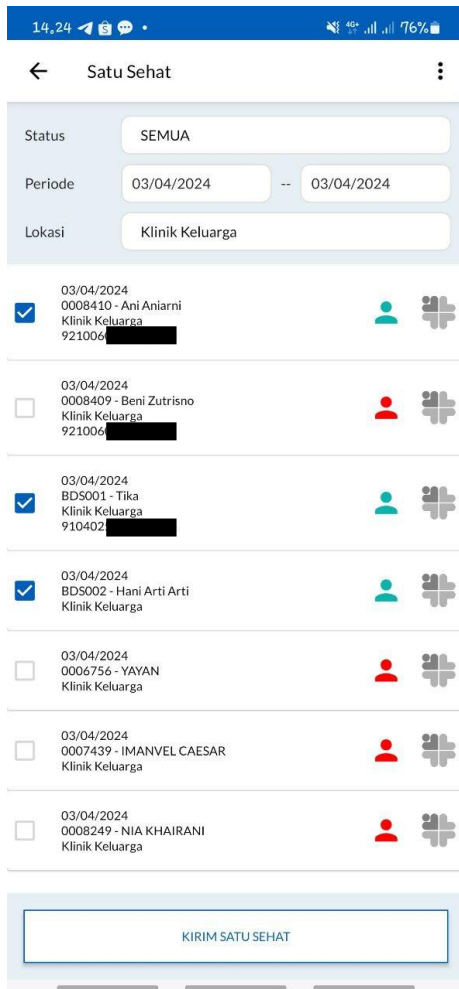 14.24
4G+
76%
Satu Sehat
Status
SEMUA
Periode
03/04/2024
--
03/04/2024
Lokasi
Klinik Keluarga
03/04/2024
0008410 - Ani Aniarni
Klinik Keluarga
921006
03/04/2024
0008409 - Beni Zutrisno
Klinik Keluarga
921006
03/04/2024
BDS001 - Tika
Klinik Keluarga
910402
03/04/2024
BDS002 - Hani Arti Arti
Klinik Keluarga
03/04/2024
0006756 - YAYAN
Klinik Keluarga
03/04/2024
0007439 - IMANVEL CAESAR
Klinik Keluarga
03/04/2024
0008249 - NIA KHAIRANI
Klinik Keluarga
KIRIM SATU SEHAT